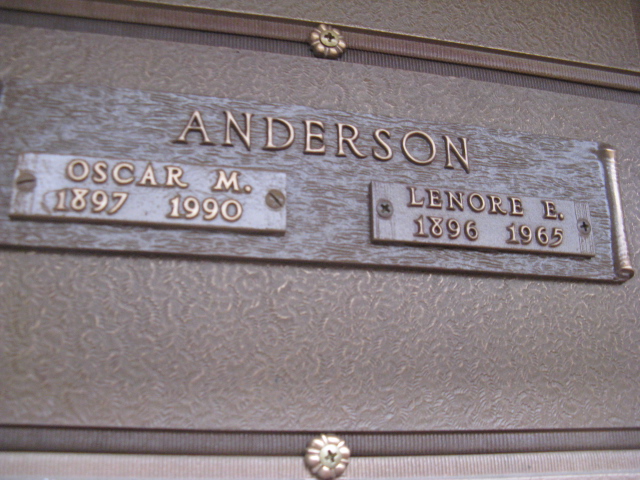 ANDERSON
OSCAR M.
1897 1990
LENORE E.
1896 1965